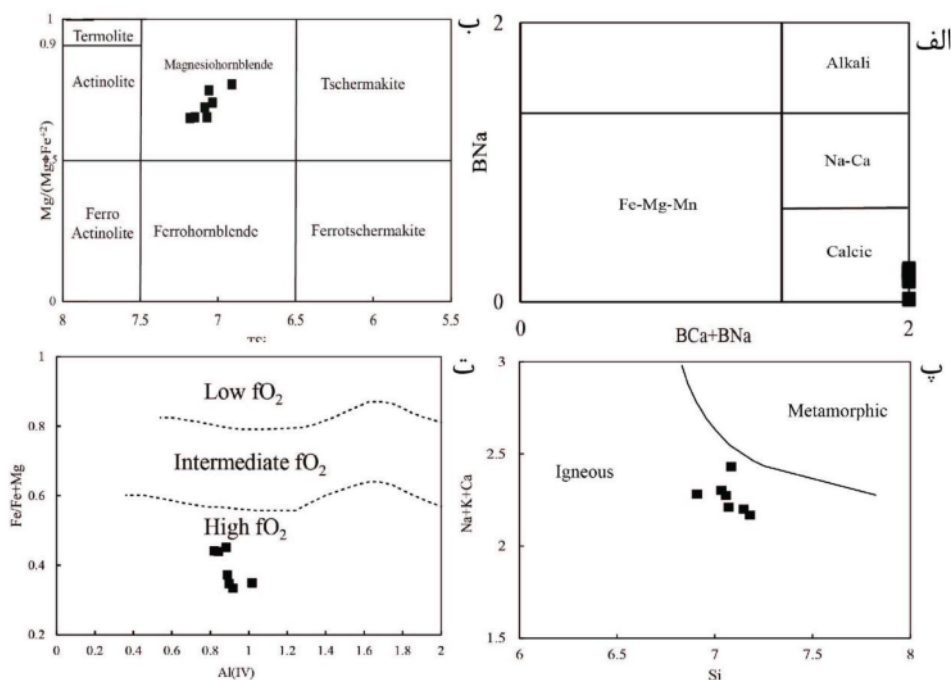 ب
1
0.9
0.5
0
Mg/(Mg+Fe+2)
Termolite
Actinolite
Magnesiohornblende
Tschermakite
Ferro
Actinolite
Ferrohornblende
Ferrotschermakite
8 7.5 7 6.5 6 5.5
TSi
الف
2
0
BNa
Alkali
Na-Ca
Fe-Mg-Mn
Calcic
0 2
BCa+BNa
ت
1
0.8
0.6
0.4
0.2
Fe/Fe+Mg
Low fO2
Intermediate fO2
High fO2
0 0.2 0.4 0.6 0.8 1 1.2 1.4 1.6 1.8 2
Al(IV)
پ
3
2.5
2
1.5
Na+K+Ca
Metamorphic
Igneous
6 6.5 7 7.5 8
Si